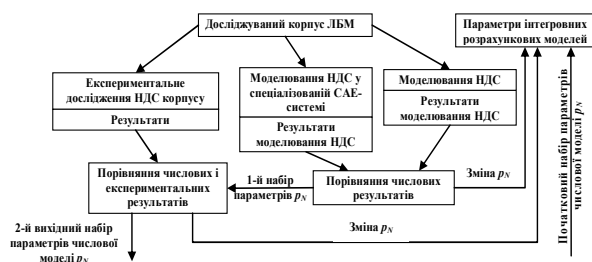 Досліджуваний корпус ЛБМ
Параметри інтегровних
розрахункових моделей
Експериментальне
дослідження НДС корпусу
Результати
Моделювання НДС у
спеціалізованій CAE-
системі
Результати
моделювання НДС
Моделювання НДС
Результати
моделювання НДС
Початковий набір параметрів
числової моделі pN
Порівняння числових і
експериментальних
результатів
1-й набір
параметрів pN
Порівняння числових
результатів
Зміна pN
2-й вихідний набір
параметрів числової
моделі pN
Зміна pN